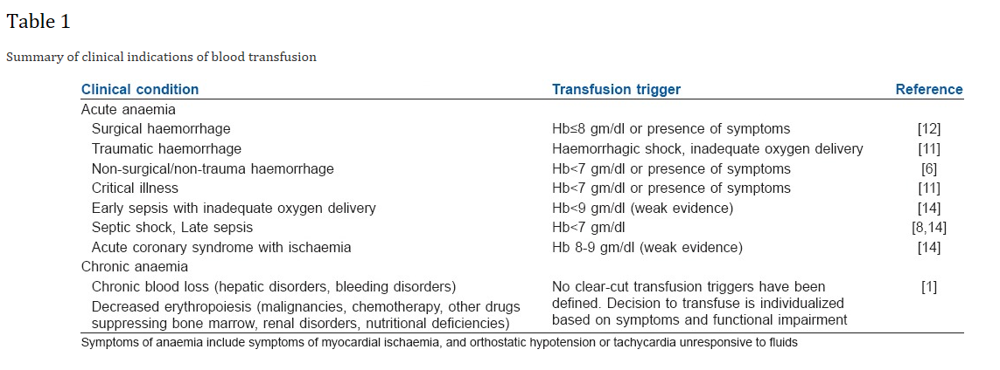 Table 1
Summary of clinical indications of blood transfusion
Clinical condition Transfusion trigger Reference
Acute anaemia
Surgical haemorrhage Hb≤8 gm/dl or presence of symptoms [12]
Traumatic haemorrhage Haemorrhagic shock, inadequate oxygen delivery [11]
Non-surgical/non-trauma haemorrhage Hb<7 gm/dl or presence of symptoms [6]
Critical illness Hb<7 gm/dl or presence of symptoms [11]
Early sepsis with inadequate oxygen delivery Hb<9 gm/dl (weak evidence) [14]
Septic shock, Late sepsis Hb<7 gm/dl [8,14]
Acute coronary syndrome with ischaemia Hb 8-9 gm/dl (weak evidence) [14]
Chronic anaemia
Chronic blood loss (hepatic disorders, bleeding disorders) No clear-cut transfusion triggers have been [1]
defined. Decision to transfuse is individualized
Decreased erythropoiesis (malignancies, chemotherapy, other drugs
based on symptoms and functional impairment
suppressing bone marrow, renal disorders, nutritional deficiencies)
Symptoms of anaemia include symptoms of myocardial ischaemia, and orthostatic hypotension or tachycardia unresponsive to fluids